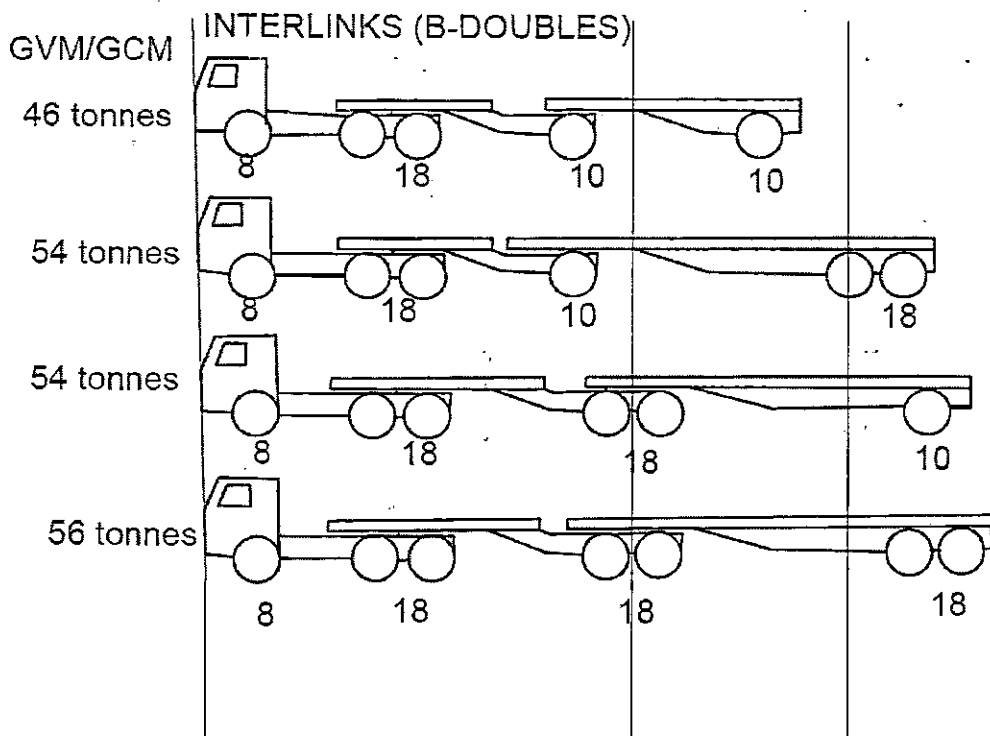 INTERLINKS (B-DOUBLES)
GVM/GCM
46 tonnes
8 18 10 10
54 tonnes
8 18 10 18
54 tonnes
8 18 18 10
56 tonnes
8 18 18 18